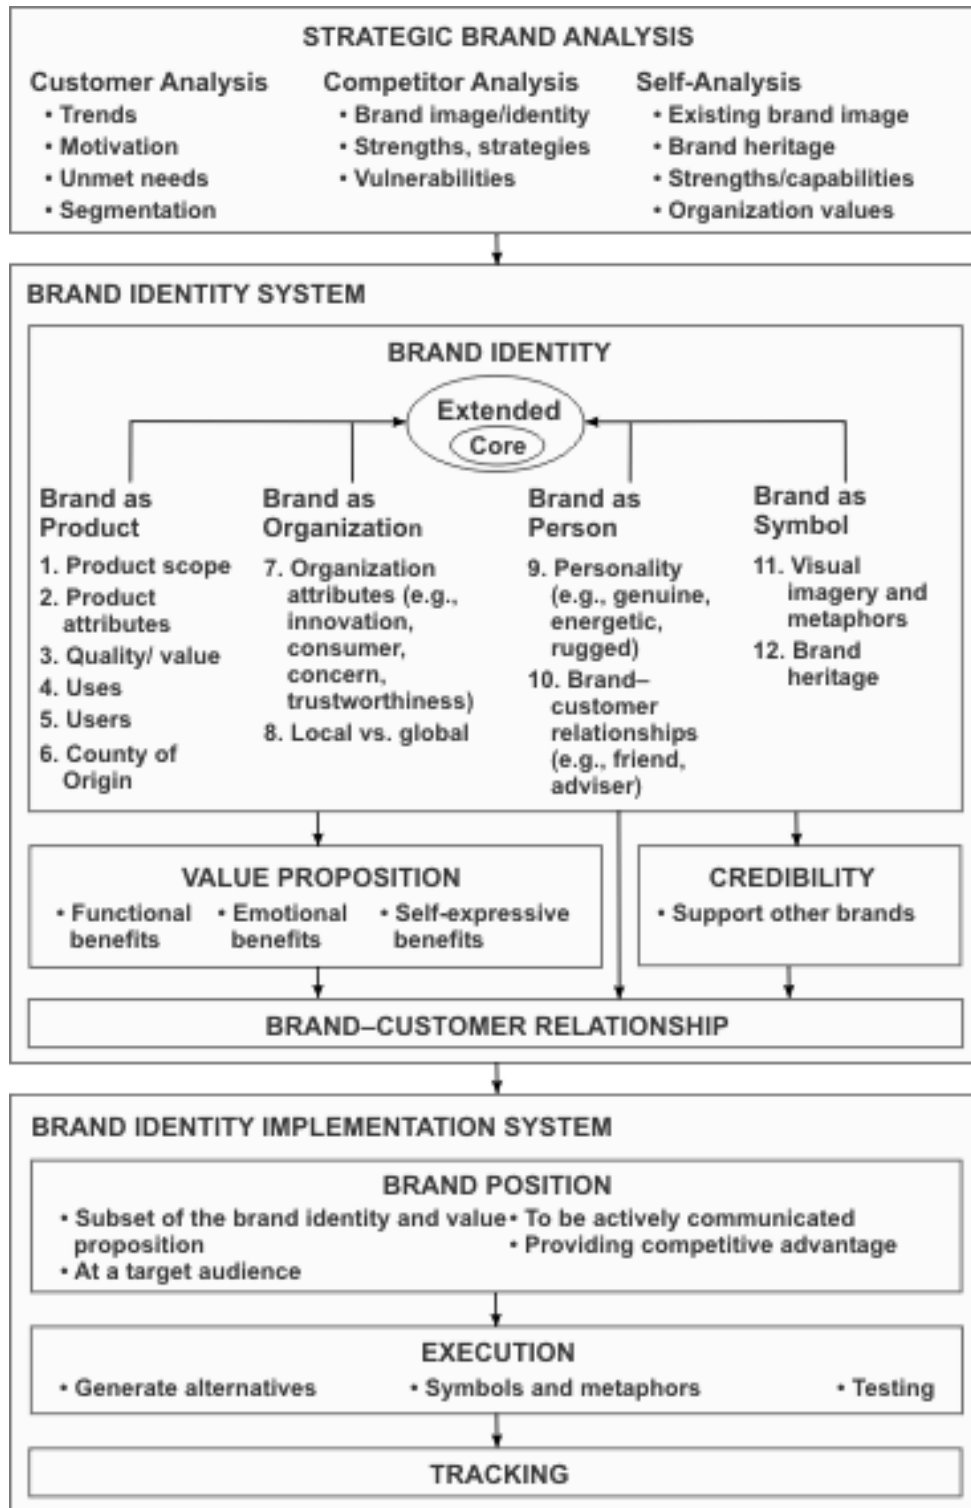 STRATEGIC BRAND ANALYSIS
Customer Analysis
• Trends
• Motivation
• Unmet needs
• Segmentation
Competitor Analysis
• Brand image/identity
• Strengths, strategies
• Vulnerabilities
Self-Analysis
• Existing brand image
• Brand heritage
• Strengths/capabilities
• Organization values
BRAND IDENTITY SYSTEM
BRAND IDENTITY
Extended
Core
Brand as
Product
1. Product scope
2. Product
attributes
3. Quality/ value
4. Uses
5. Users
6. County of
Origin
Brand as
Organization
7. Organization
attributes (e.g.,
innovation,
consumer,
concern,
trustworthiness)
8. Local vs. global
Brand as
Person
9. Personality
(e.g., genuine,
energetic,
rugged)
10. Brand–
customer
relationships
(e.g., friend,
adviser)
Brand as
Symbol
11. Visual
imagery and
metaphors
12. Brand
heritage
VALUE PROPOSITION
• Functional
benefits
• Emotional
benefits
• Self-expressive
benefits
CREDIBILITY
• Support other brands
BRAND–CUSTOMER RELATIONSHIP
BRAND IDENTITY IMPLEMENTATION SYSTEM
BRAND POSITION
• Subset of the brand identity and value
proposition
• At a target audience
• To be actively communicated
• Providing competitive advantage
EXECUTION
• Generate alternatives
• Symbols and metaphors
• Testing
TRACKING